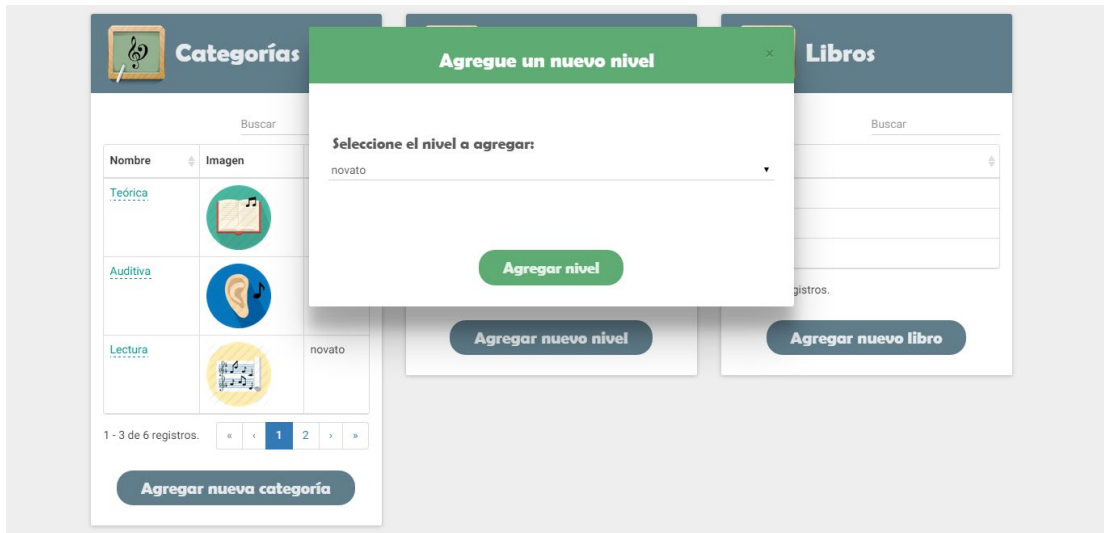 Categorías
Agregue un nuevo nivel
×
Libros
Buscar
Nombre
Imagen
Teórica
Auditiva
Lectura
novato
1 - 3 de 6 registros.
« ‹ 1 2 › »
Agregar nueva categoría
Seleccione el nivel a agregar:
novato
Agregar nivel
Agregar nuevo nivel
Buscar
Agregar nuevo libro